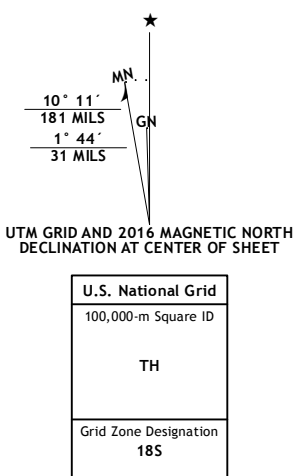 MN
GN
10° 11´
181 MILS
1° 44´
31 MILS
UTM GRID AND 2016 MAGNETIC NORTH
DECLINATION AT CENTER OF SHEET
U.S. National Grid
100,000-m Square ID
TH
Grid Zone Designation
18S